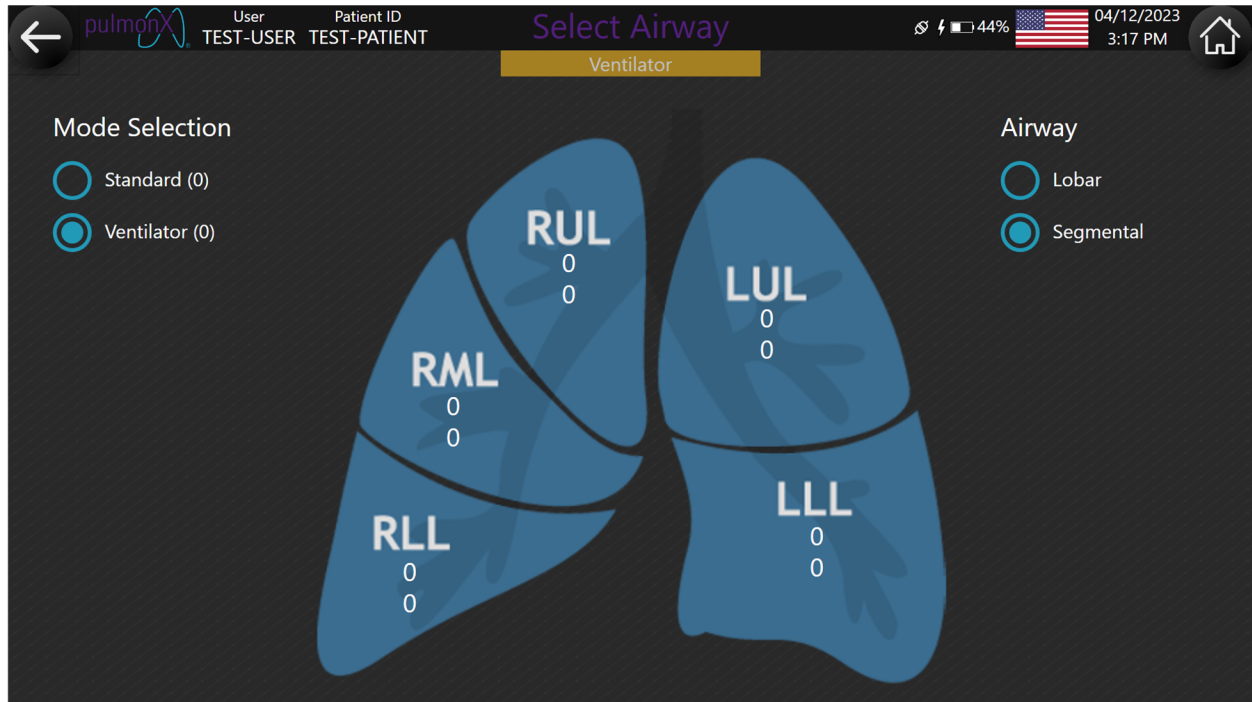 pulmonX
User
TEST-USER
Patient ID
TEST-PATIENT
Select Airway
44%
04/12/2023
3:17 PM
Ventilator
Mode Selection
Standard (0)
Ventilator (0)
Airway
Lobar
Segmental
RUL
0
0
LUL
0
0
RML
0
0
LLL
0
0
RLL
0
0